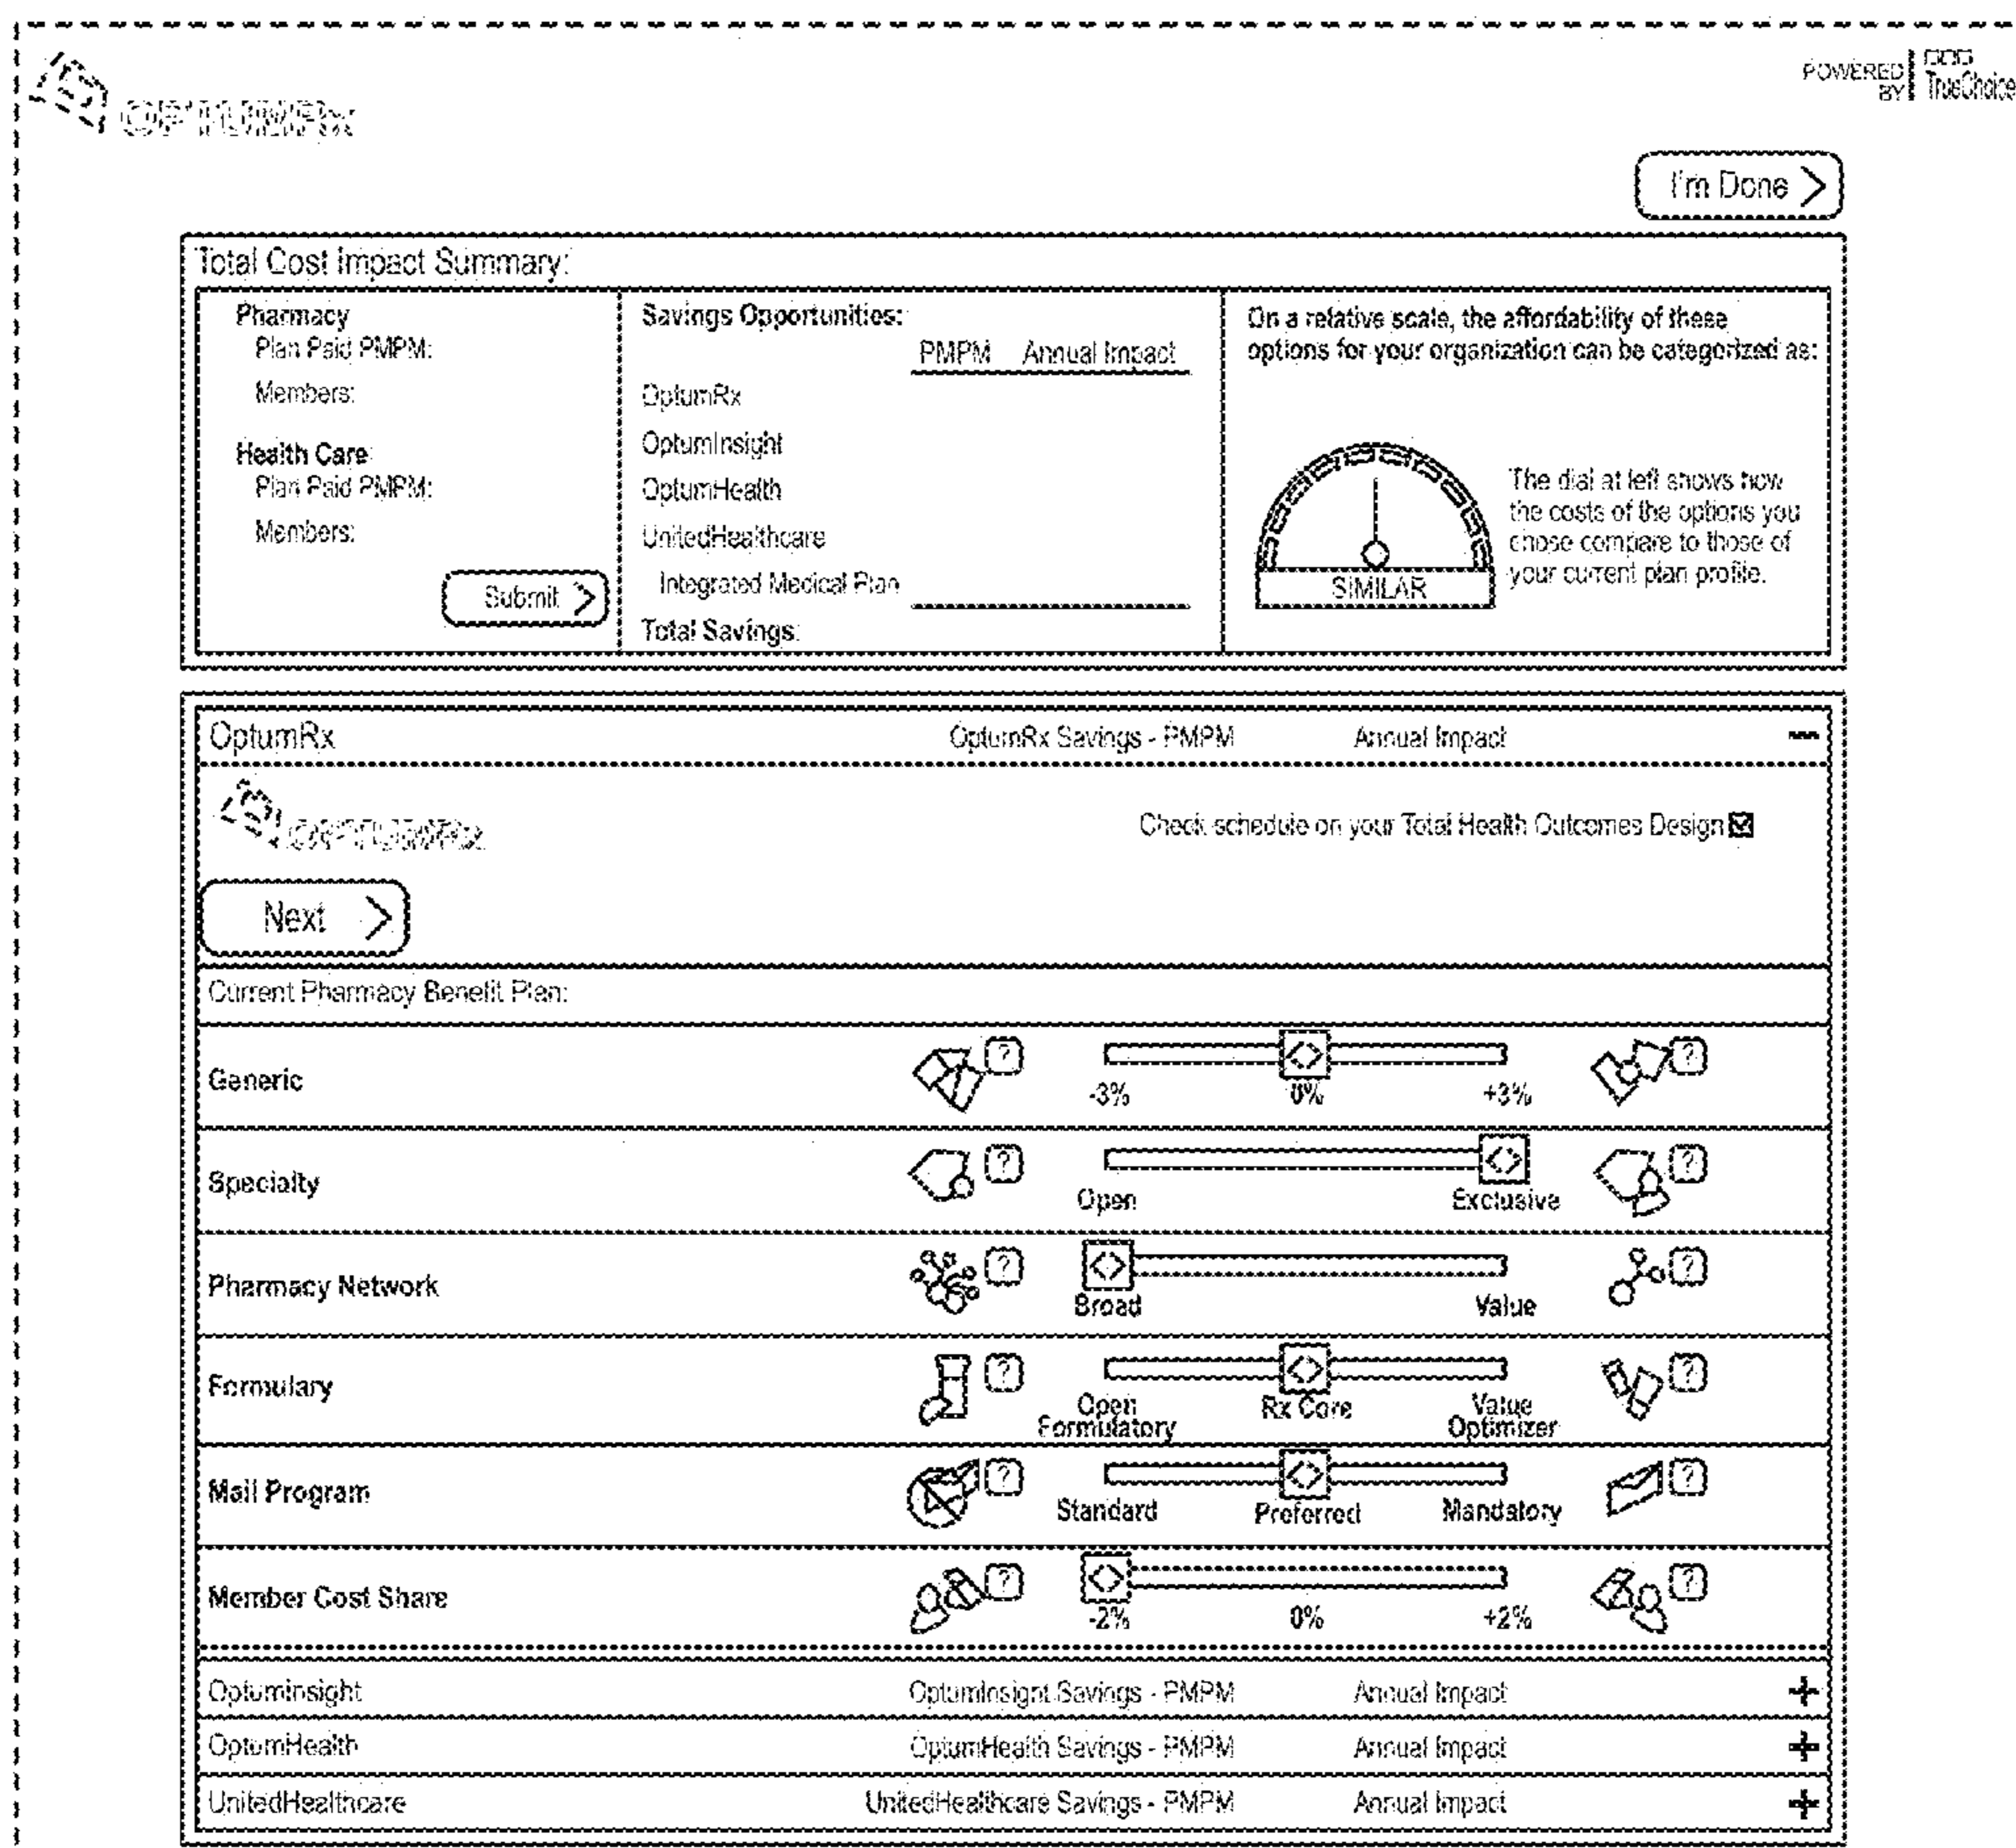 OPTUMRx
POWERED BY TrueChoice
I'm Done
Total Cost Impact Summary:
Pharmacy
Plan Paid PMPM:
Members:
Health Care:
Plan Paid PMPM:
Members:
Submit
Savings Opportunities:
PMPM Annual Impact
OptumRx
OptumInsight
OptumHealth
UnitedHealthcare
Integrated Medical Plan
Total Savings:
On a relative scale, the affordability of these
options for your organization can be categorized as:
SIMILAR
The dial at left shows how
the costs of the options you
chose compare to those of
your current plan profile.
OptumRx OptumRx Savings - PMPM Annual Impact
OPTUMRx
Check schedule on your Total Health Outcomes Design
Next
Current Pharmacy Benefit Plan:
Generic ? ?
-3% 0% +3%
Specialty ? ?
Open Exclusive
Pharmacy Network ? ?
Broad Value
Formulary ? ?
Open Formulatory Rx Core Value Optimizer
Mail Program ? ?
Standard Preferred Mandatory
Member Cost Share ? ?
-2% 0% +2%
OptumInsight OptumInsight Savings - PMPM Annual Impact +
OptumHealth OptumHealth Savings - PMPM Annual Impact +
UnitedHealthcare UnitedHealthcare Savings - PMPM Annual Impact +